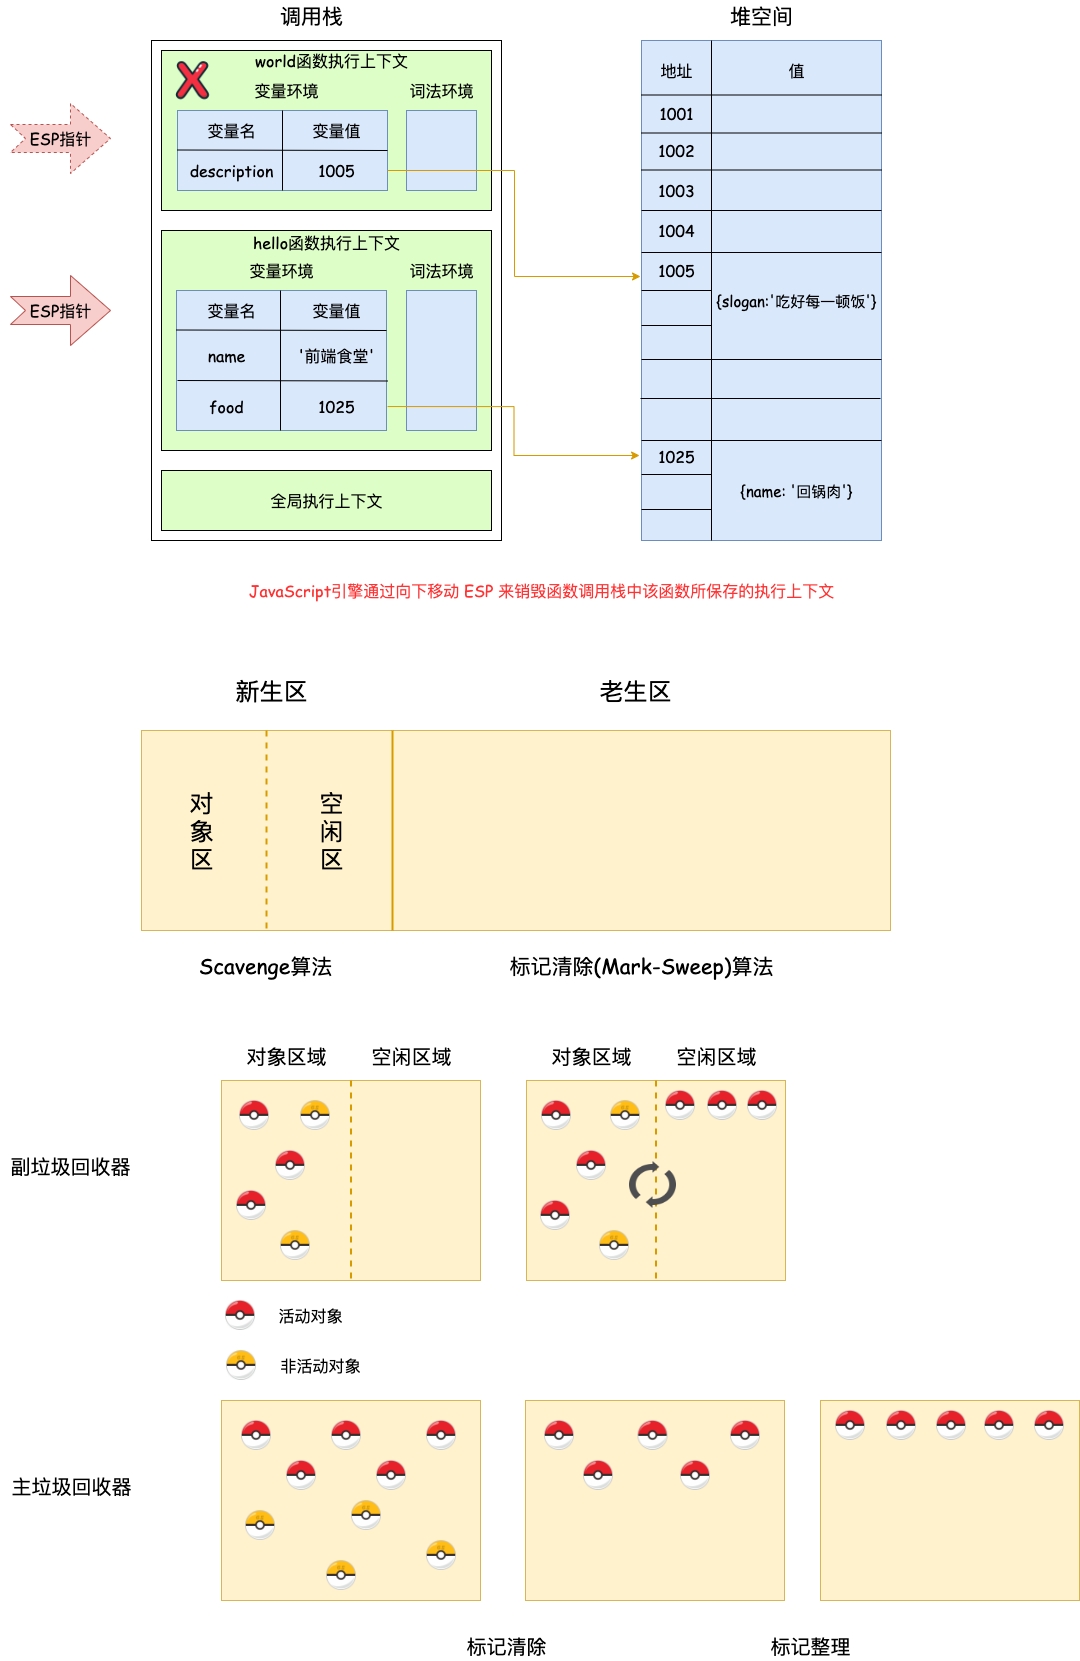 调用栈
堆空间
world函数执行上下文
变量环境
词法环境
变量名
变量值
description
1005
ESP指针
hello函数执行上下文
变量环境
词法环境
变量名
变量值
name
'前端食堂'
food
1025
ESP指针
全局执行上下文
地址
值
1001
1002
1003
1004
1005
{slogan:'吃好每一顿饭'}
1025
{name: '回锅肉'}
JavaScript引擎通过向下移动 ESP 来销毁函数调用栈中该函数所保存的执行上下文
新生区
老生区
对象区
空闲区
Scavenge算法
标记清除(Mark-Sweep)算法
对象区域
空闲区域
对象区域
空闲区域
副垃圾回收器
活动对象
非活动对象
主垃圾回收器
标记清除
标记整理